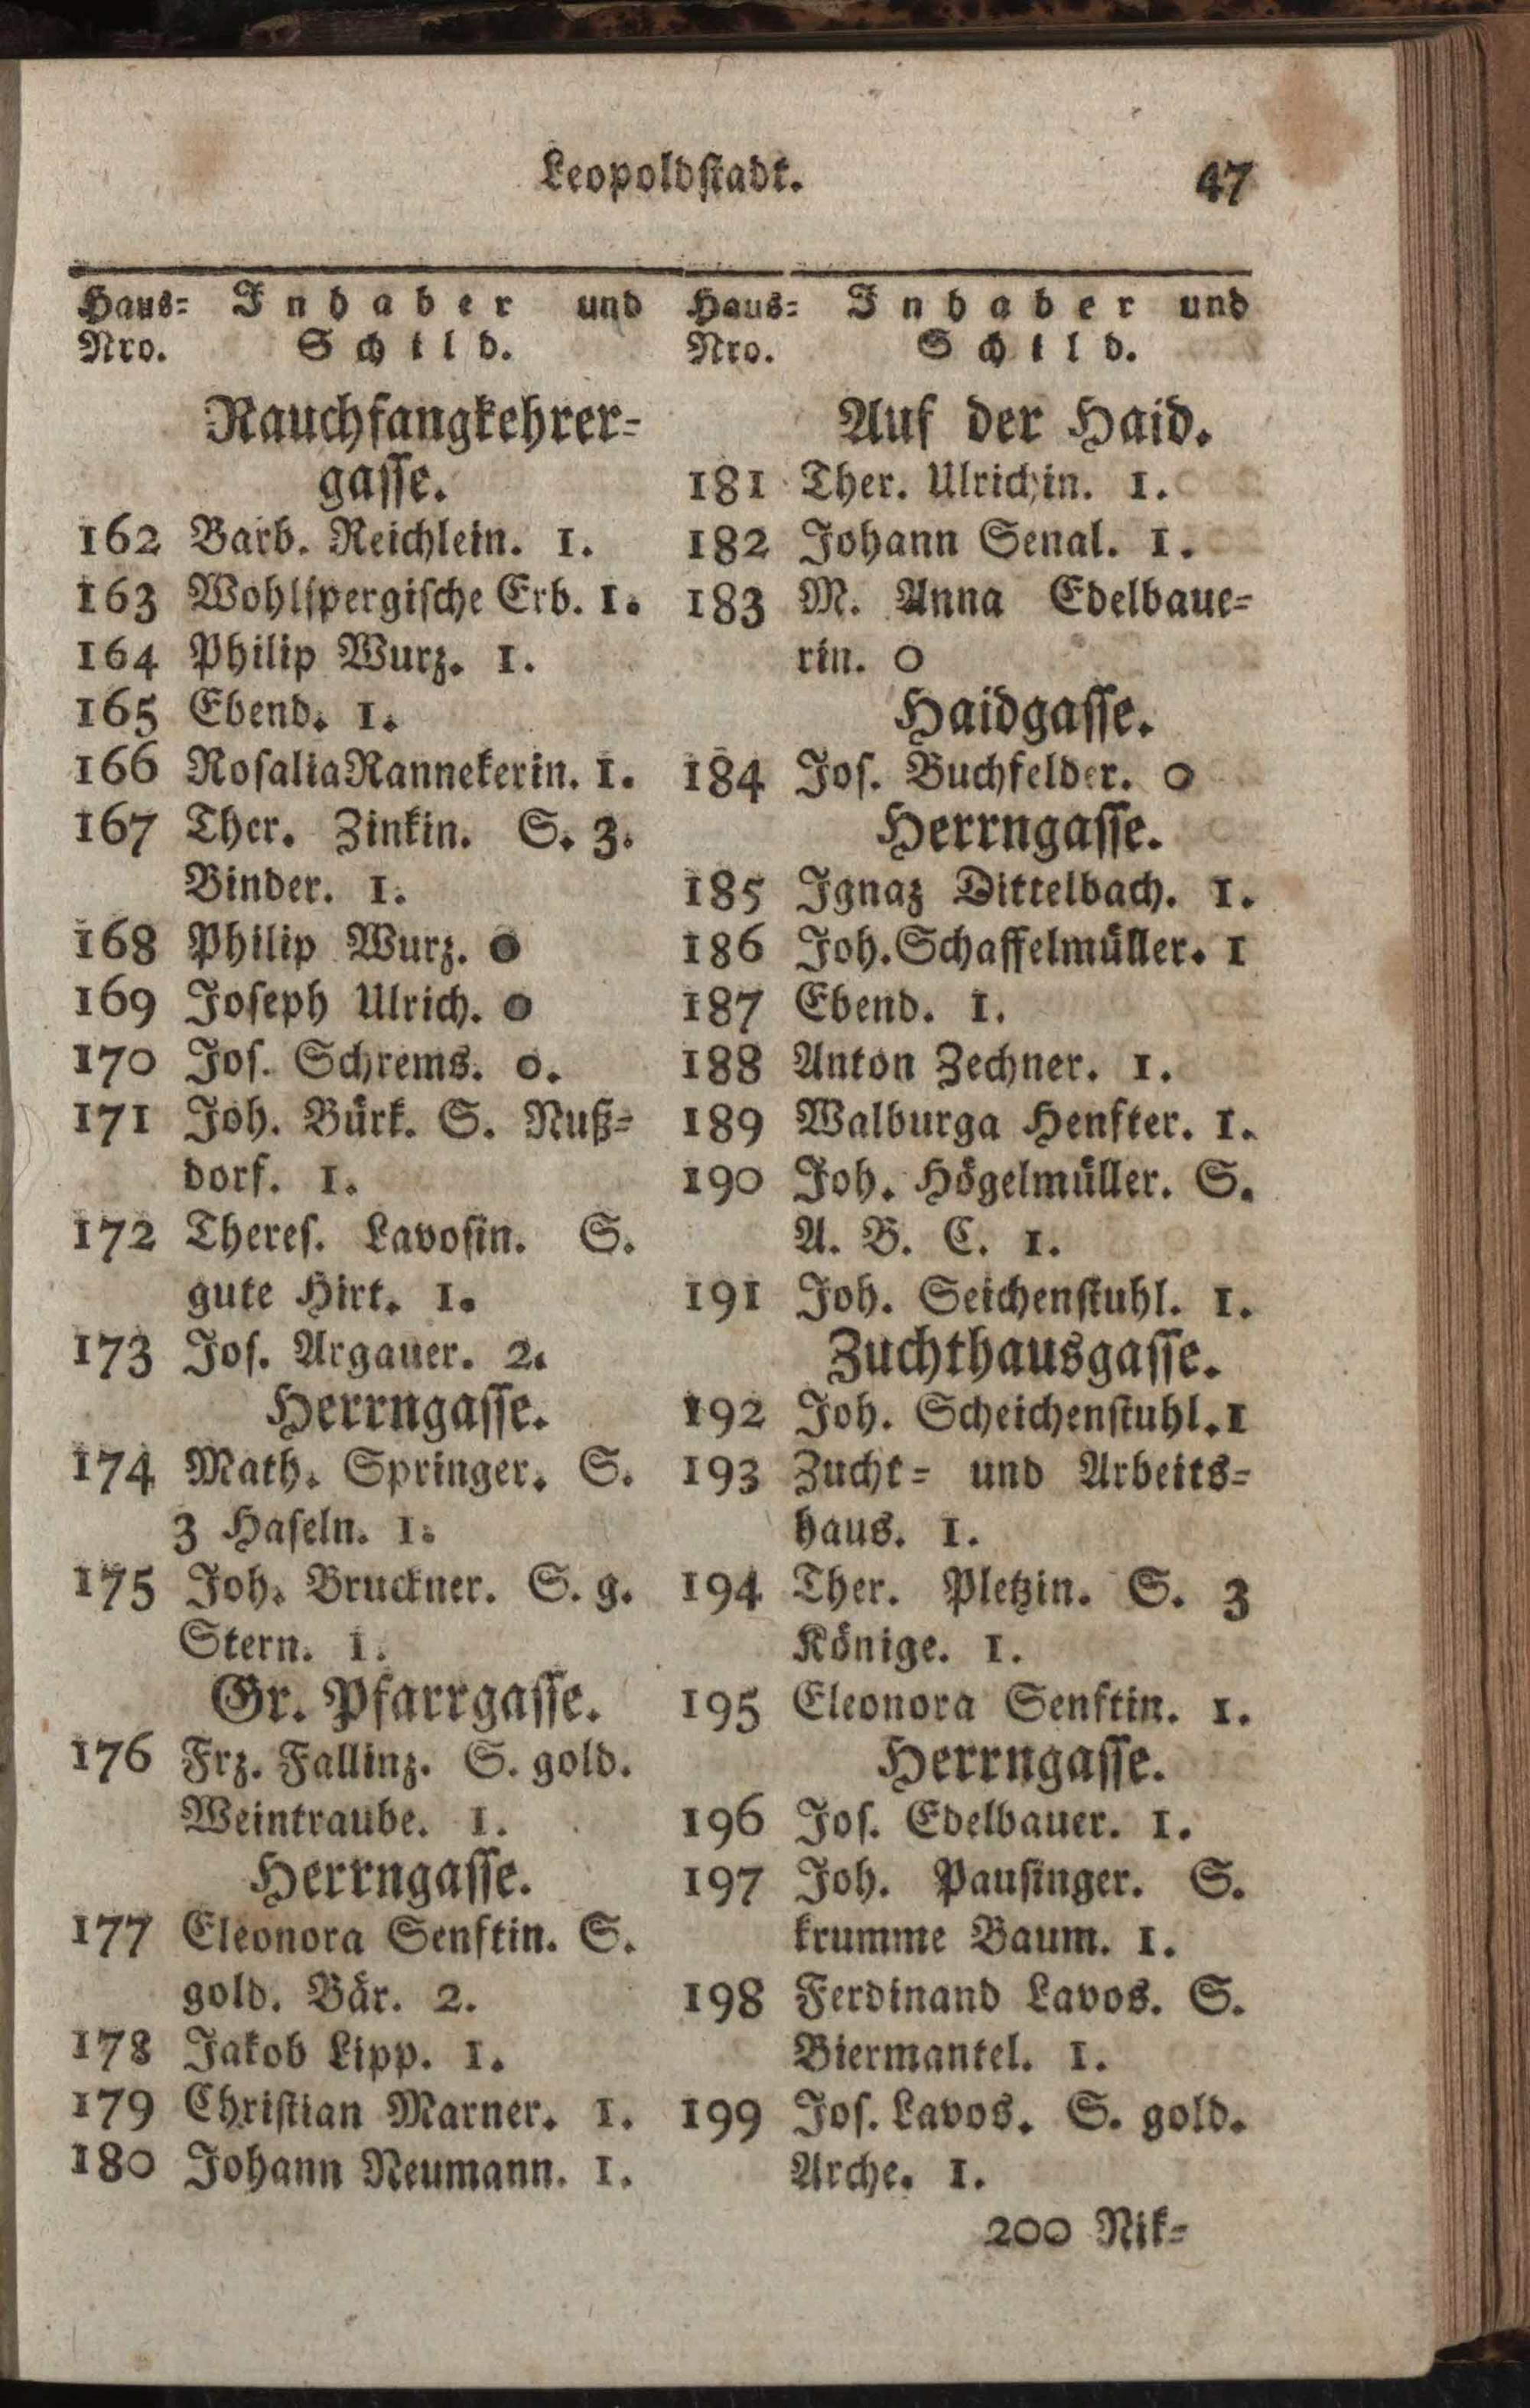 Leopoldstadt. 47
Haus= Inhaber und
Nro. Schild.
Rauchfangkehrer=
gasse.
162 Barb. Reichlein. 1.
163 Wohlspergische Erb. 1.
164 Philip Wurz. 1.
165 Ebend. 1.
166 Rosalia Rannekerin. 1.
167 Ther. Zinkin. S. 3.
Binder. 1.
168 Philip Wurz. 0
169 Joseph Ulrich. 0
170 Jos. Schrems. 0.
171 Joh. Bürk. S. Nuß=
dorf. 1.
172 Theres. Lavosin. S.
gute Hirt. 1.
173 Jos. Argauer. 2.
Herrngasse.
174 Math. Springer. S.
3 Haseln. 1.
175 Joh. Bruckner. S. g.
Stern. 1.
Gr. Pfarrgasse.
176 Frz. Fallinz. S. gold.
Weintraube. 1.
Herrngasse.
177 Eleonora Senftin. S.
gold. Bär. 2.
178 Jakob Lipp. 1.
179 Christian Marner. 1.
180 Johann Neumann. 1.
Haus= Inhaber und
Nro. Schild.
Auf der Haid.
181 Ther. Ulrichin. 1.
182 Johann Senal. 1.
183 M. Anna Edelbaue=
rin. 0
Haidgasse.
184 Jos. Buchfelder. 0
Herrngasse.
185 Ignaz Dittelbach. 1.
186 Joh. Schaffelmüller. 1
187 Ebend. 1.
188 Anton Zechner. 1.
189 Walburga Henfter. 1.
190 Joh. Högelmüller. S.
A. B. C. 1.
191 Joh. Seichenstuhl. 1.
Zuchthausgasse.
192 Joh. Scheichenstuhl. 1
193 Zucht= und Arbeits=
haus. 1.
194 Ther. Pletzin. S. 3
Könige. 1.
195 Eleonora Senftin. 1.
Herrngasse.
196 Jos. Edelbauer. 1.
197 Joh. Pausinger. S.
krumme Baum. 1.
198 Ferdinand Lavos. S.
Biermantel. 1.
199 Jos. Lavos. S. gold.
Arche. 1.
200 Nik=